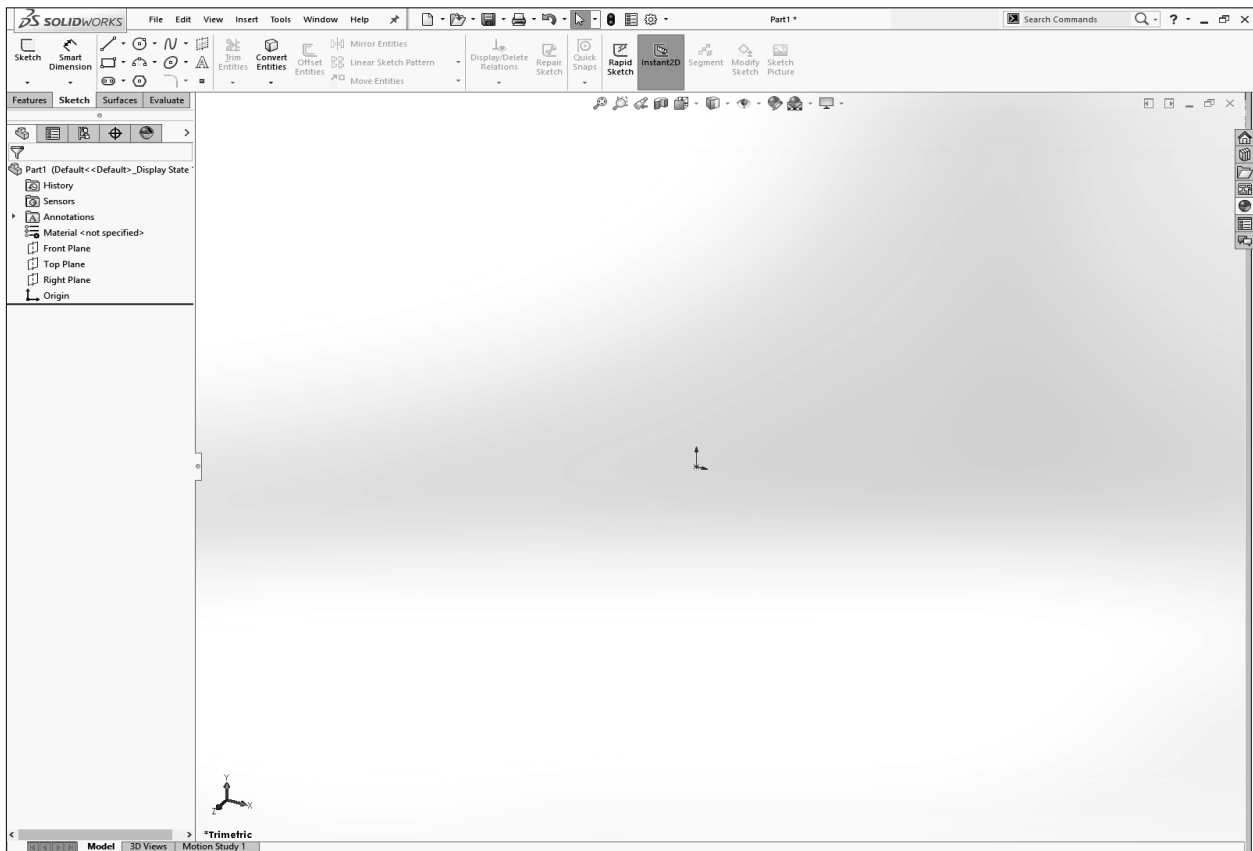 SOLIDWORKS File Edit View Insert Tools Window Help Part1 * Search Commands ?
Sketch Smart Dimension Trim Entities Convert Entities Offset Entities Mirror Entities Linear Sketch Pattern Move Entities Display/Delete Relations Repair Sketch Quick Snaps Rapid Sketch Instant2D Segment Modify Sketch Sketch Picture
Features Sketch Surfaces Evaluate
Part1 (Default<<Default>_Display State
History
Sensors
Annotations
Material <not specified>
Front Plane
Top Plane
Right Plane
Origin
Y
X
Z
*Trimetric
Model 3D Views Motion Study 1